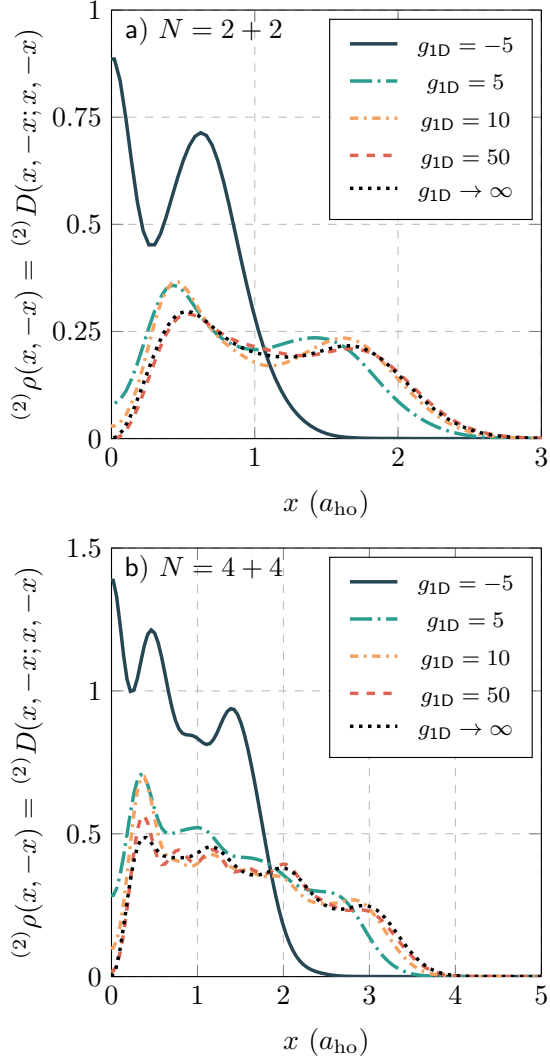 a) N = 2 + 2
g1D = −5
g1D = 5
g1D = 10
g1D = 50
g1D → ∞
1
0.75
0.5
0.25
0
0 1 2 3
x (aho)
(2)ρ(x, −x) = (2)D(x, −x; x, −x)
b) N = 4 + 4
g1D = −5
g1D = 5
g1D = 10
g1D = 50
g1D → ∞
1.5
1
0.5
0
0 1 2 3 4 5
x (aho)
(2)ρ(x, −x) = (2)D(x, −x; x, −x)